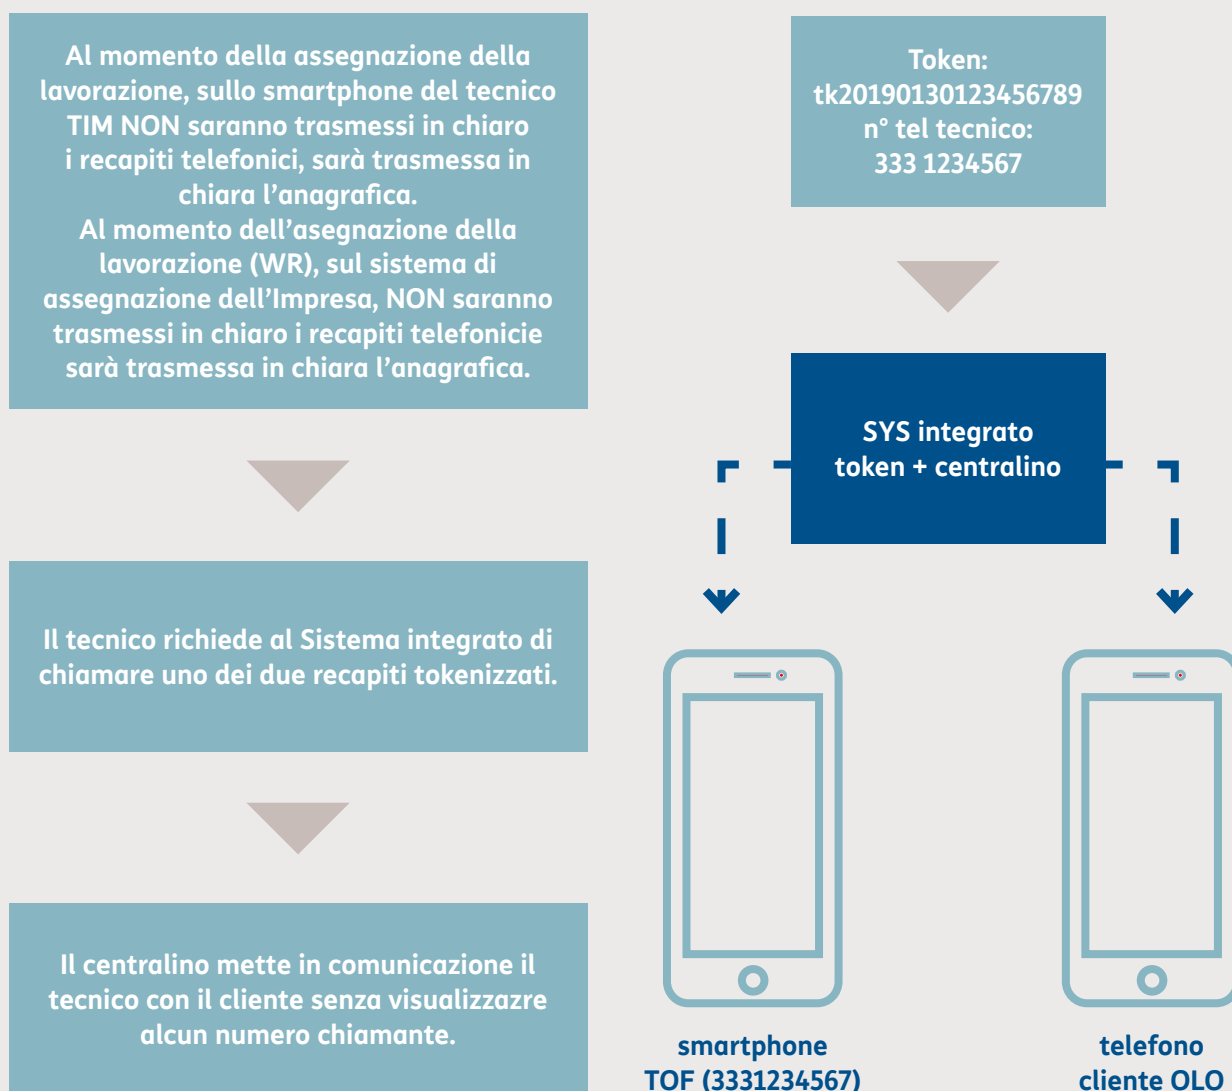 Al momento della assegnazione della
lavorazione, sullo smartphone del tecnico
TIM NON saranno trasmessi in chiaro
i recapiti telefonici, sarà trasmessa in
chiara l’anagrafica.
Al momento dell’asegnazione della
lavorazione (WR), sul sistema di
assegnazione dell’Impresa, NON saranno
trasmessi in chiaro i recapiti telefonicie
sarà trasmessa in chiara l’anagrafica.
Il tecnico richiede al Sistema integrato di
chiamare uno dei due recapiti tokenizzati.
Il centralino mette in comunicazione il
tecnico con il cliente senza visualizzazre
alcun numero chiamante.
Token:
tk20190130123456789
n° tel tecnico:
333 1234567
SYS integrato
token + centralino
smartphone
TOF (3331234567)
telefono
cliente OLO